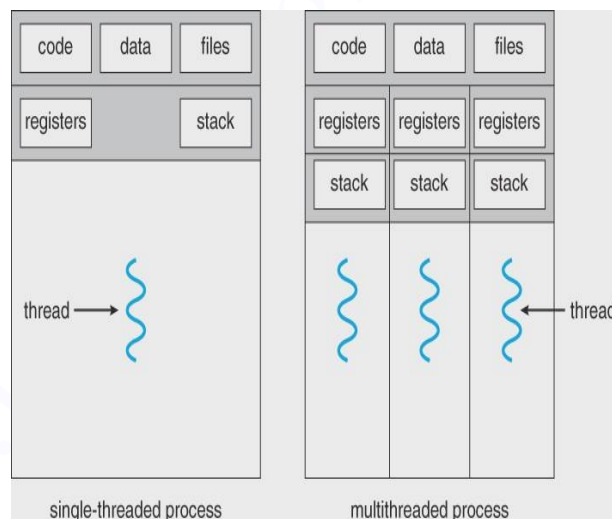 code data files
registers stack
thread
single-threaded process
code data files
registers registers registers
stack stack stack
thread
multithreaded process